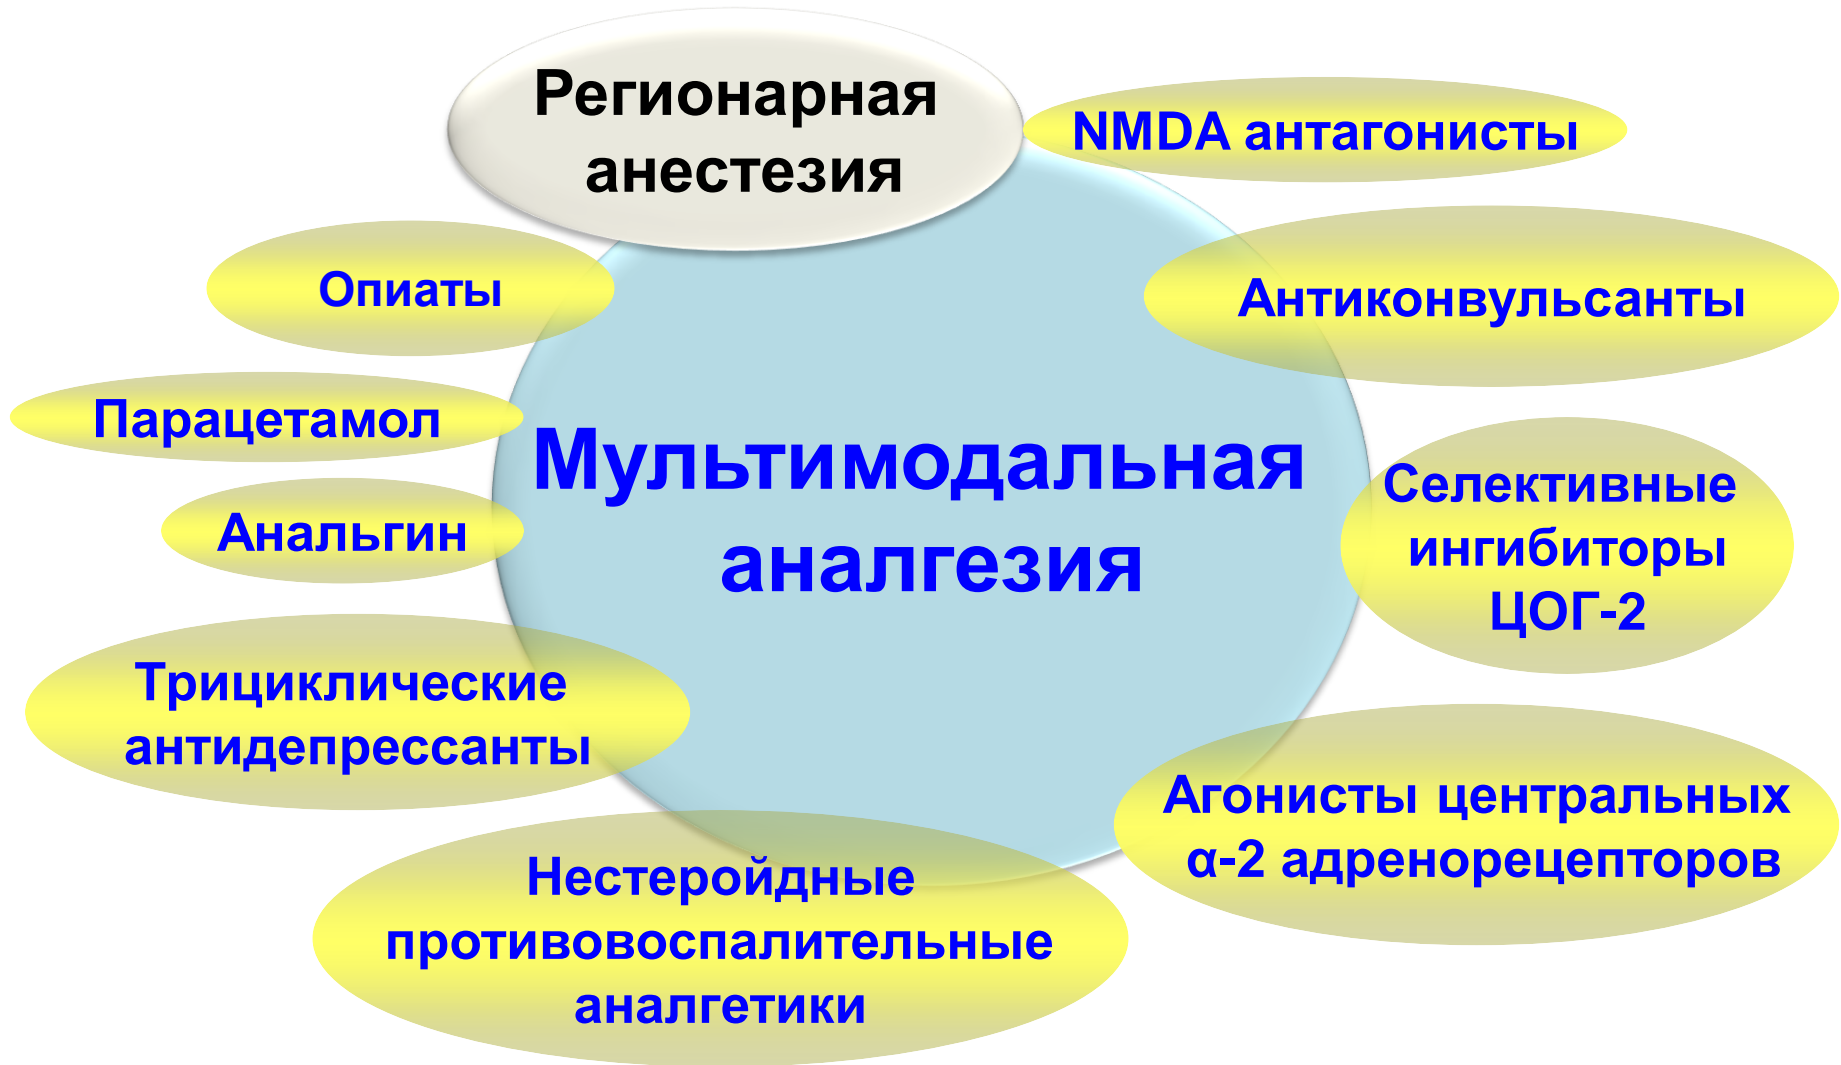 Регионарная
анестезия
NMDA антагонисты
Опиаты
Антиконвульсанты
Парацетамол
Мультимодальная
аналгезия
Анальгин
Селективные
ингибиторы
ЦОГ-2
Трициклические
антидепрессанты
Агонисты центральных
α-2 адренорецепторов
Нестеройдные
противовоспалительные
аналгетики